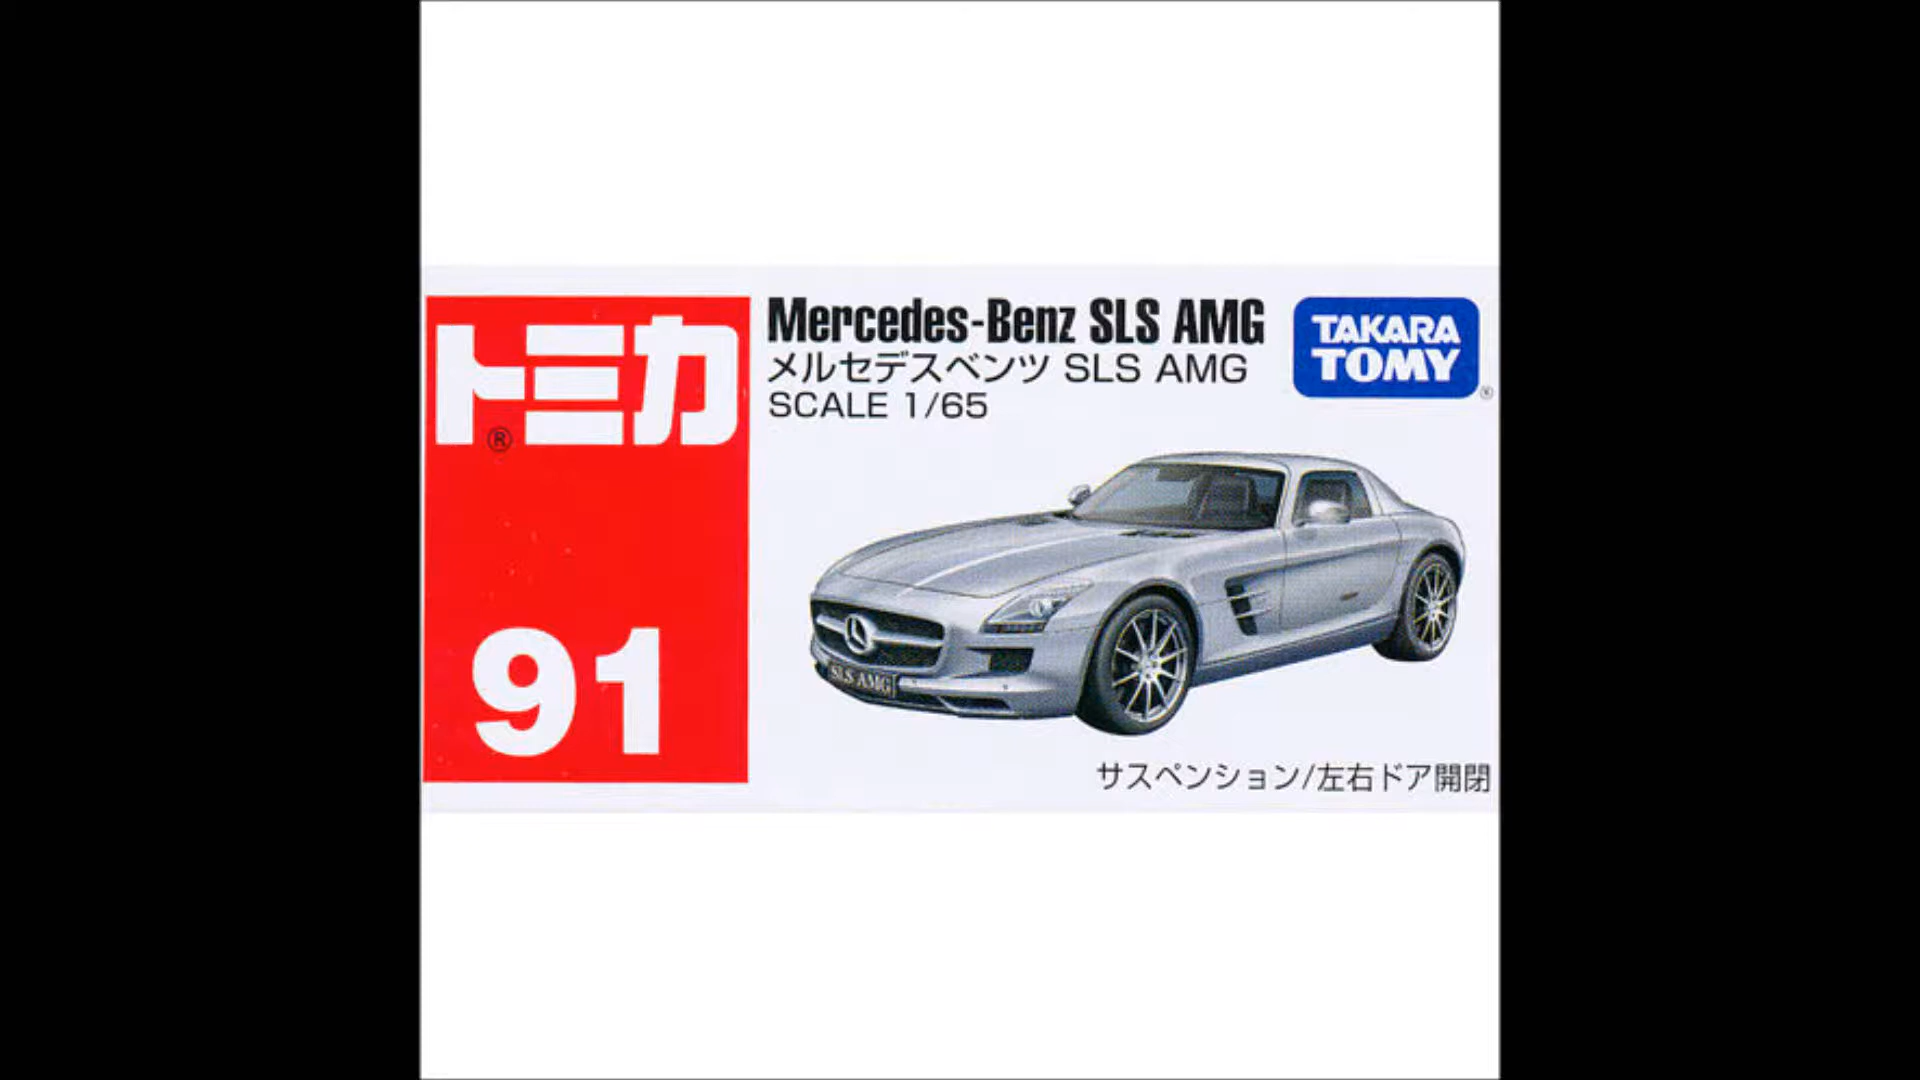 トミカ
®
91
Mercedes-Benz SLS AMG
メルセデスベンツ SLS AMG
SCALE 1/65
TAKARA
TOMY
®
SLS AMG
サスペンション/左右ドア開閉